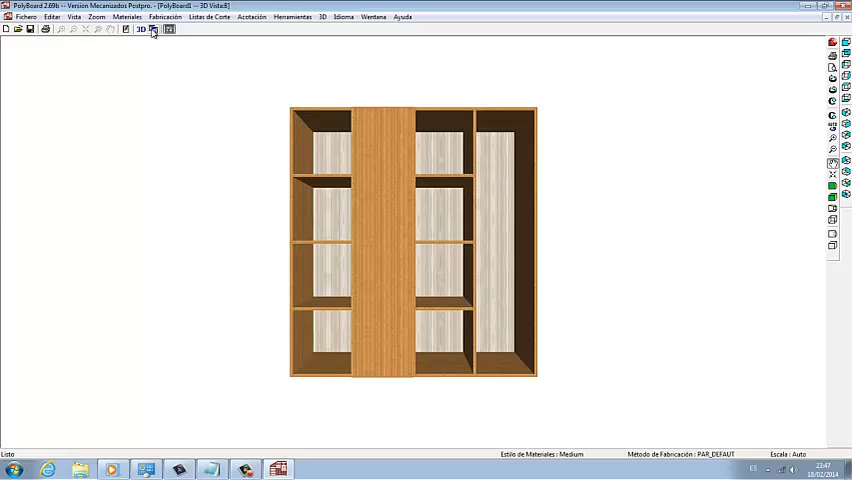 PolyBoard 2.69b -- Version Mecanizados Postpro. - [PolyBoard1 -- 3D Vista:8]
Fichero Editar Vista Zoom Materiales Fabricación Listas de Corte Acotación Herramientas 3D Idioma Ventana Ayuda
3D
AUTO
Listo Estilo de Materiales : Medium Método de Fabricación : PAR_DEFAUT Escala : Auto
ES 23:47
18/02/2014